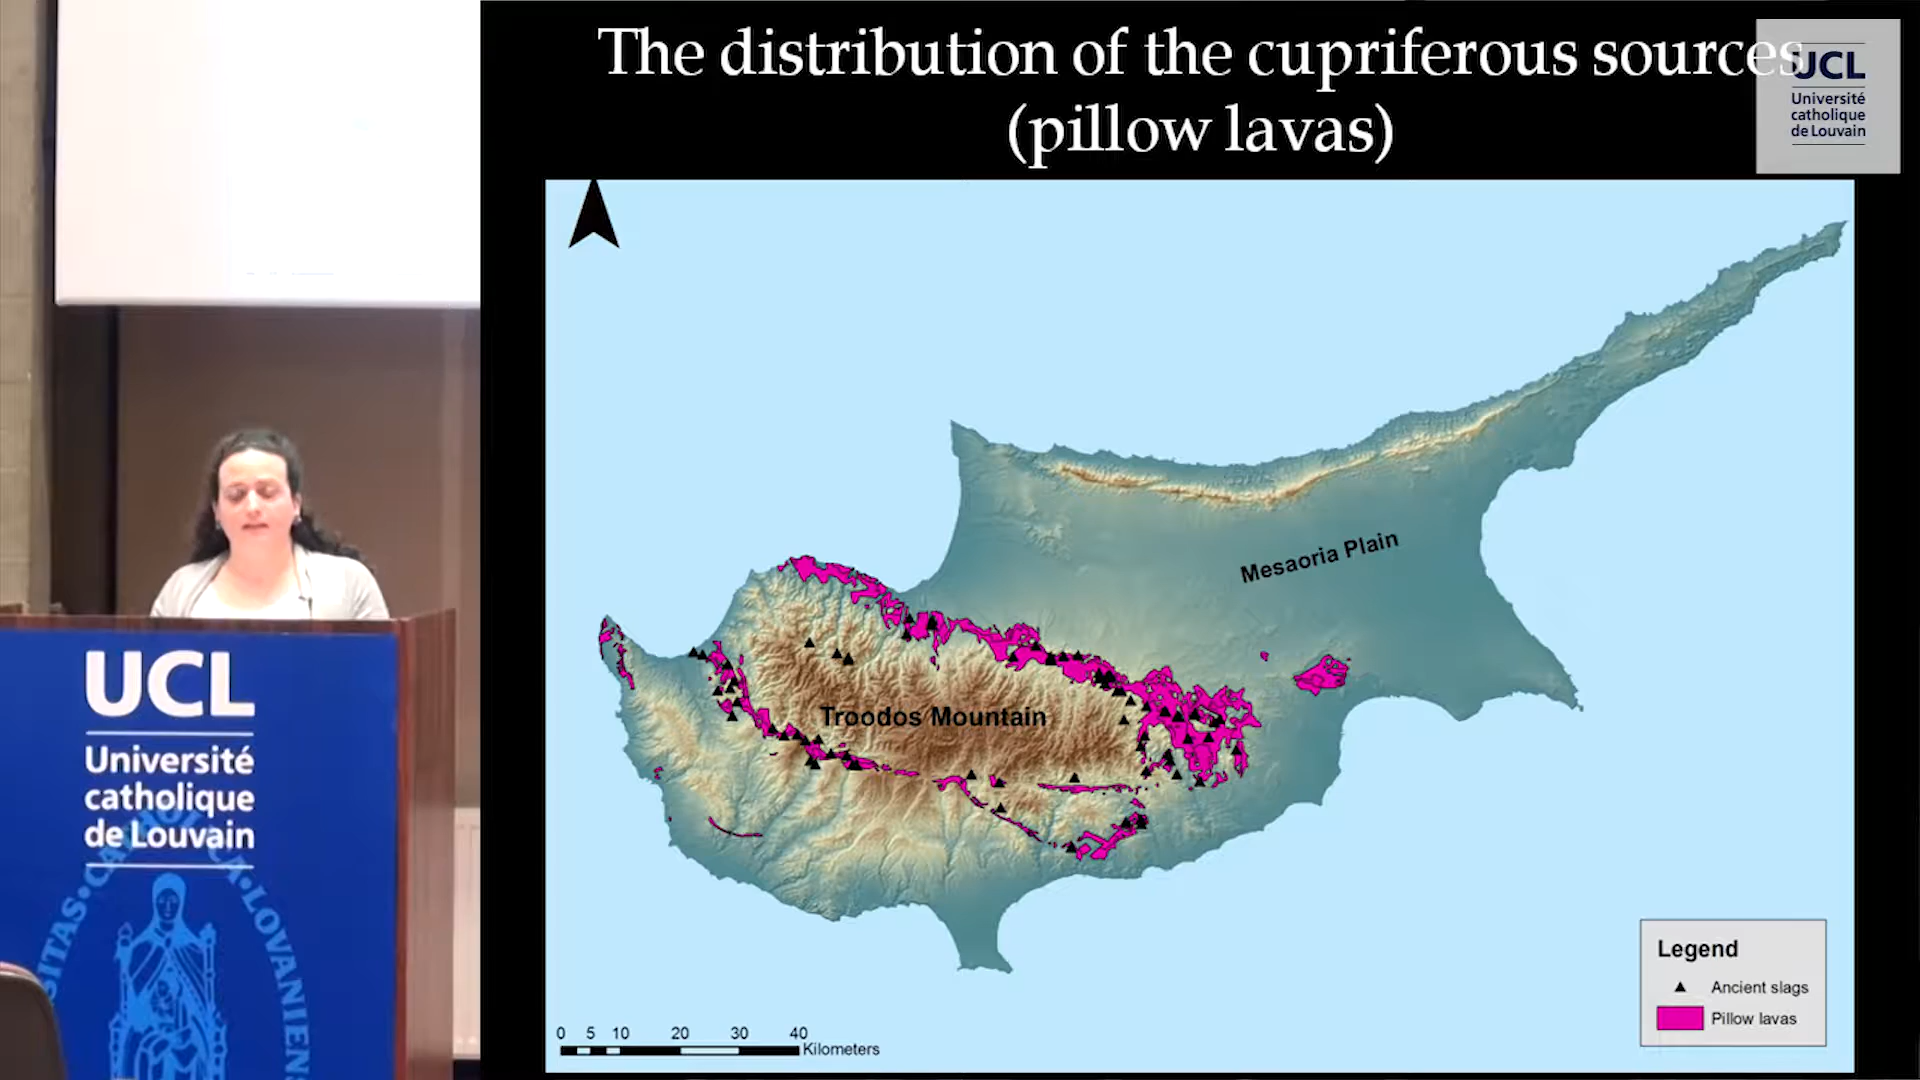 The distribution of the cupriferous sources
(pillow lavas)
UCL
Université
catholique
de Louvain
Mesaoria Plain
Troodos Mountain
Legend
Ancient slags
Pillow lavas
0 5 10 20 30 40
Kilometers
UCL
Université
catholique
de Louvain